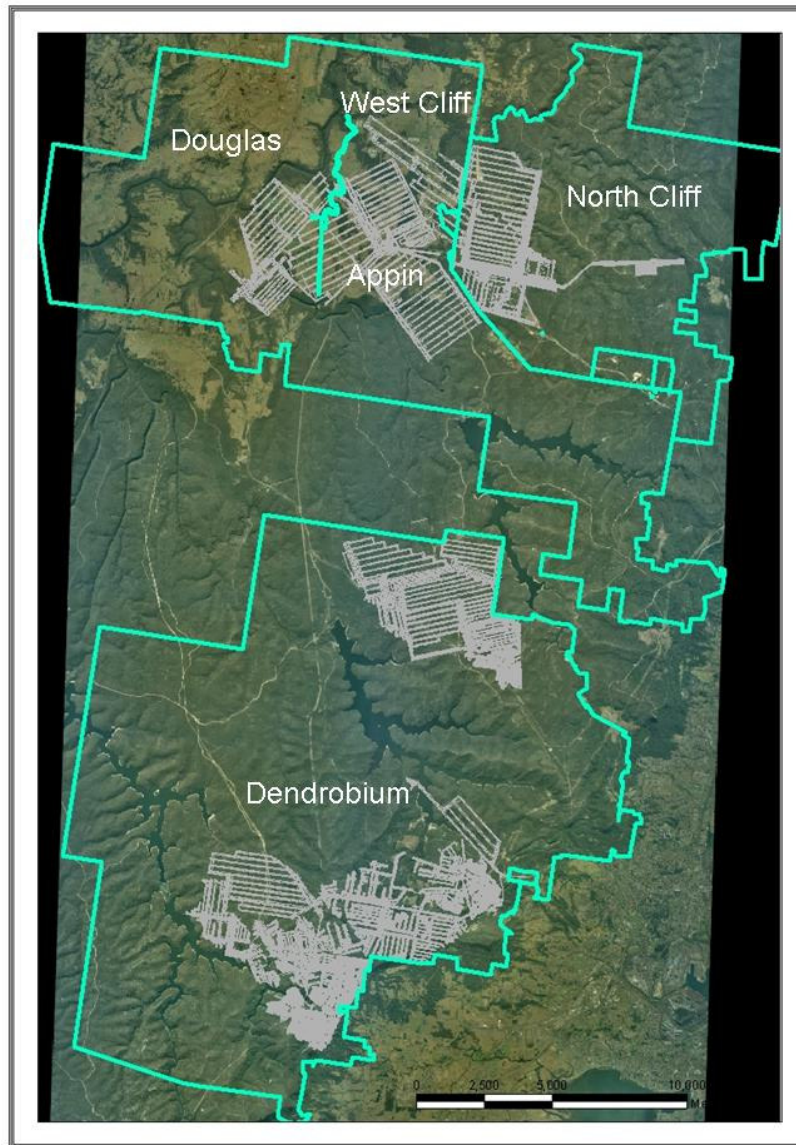 West Cliff
Douglas
North Cliff
Appin
Dendrobium
0 2,500 5,000 10,000